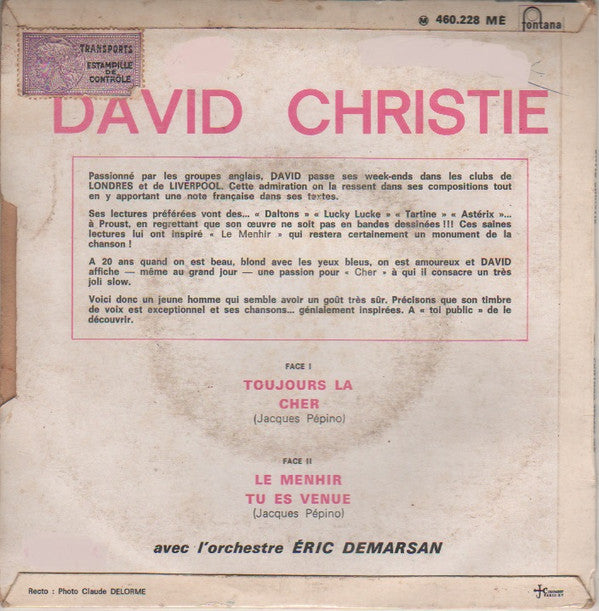 Ⓜ 460.228 MÉ
fontana
TRANSPORTS
ESTAMPILLE
DE
CONTRÔLE
DAVID CHRISTIE
Passionné par les groupes anglais, DAVID passe ses week-ends dans les clubs de
LONDRES et de LIVERPOOL. Cette admiration on la ressent dans ses compositions tout
en y apportant une note française dans ses textes.
Ses lectures préférées vont des... « Daltons » « Lucky Lucke » « Tartine » « Astérix »...
à Proust, en regrettant que son œuvre ne soit pas en bandes dessinées !!! Ces saines
lectures lui ont inspiré « Le Menhir » qui restera certainement un monument de la
chanson !
A 20 ans quand on est beau, blond avec les yeux bleus, on est amoureux et DAVID
affiche — même au grand jour — une passion pour « Cher » à qui il consacre un très
joli slow.
Voici donc un jeune homme qui semble avoir un goût très sûr. Précisons que son timbre
de voix est exceptionnel et ses chansons... génialement inspirées. A « toi public » de le
découvrir.
FACE I
TOUJOURS LA
CHER
(Jacques Pépino)
FACE II
LE MENHIR
TU ES VENUE
(Jacques Pépino)
avec l'orchestre ÉRIC DEMARSAN
Recto : Photo Claude DELORME